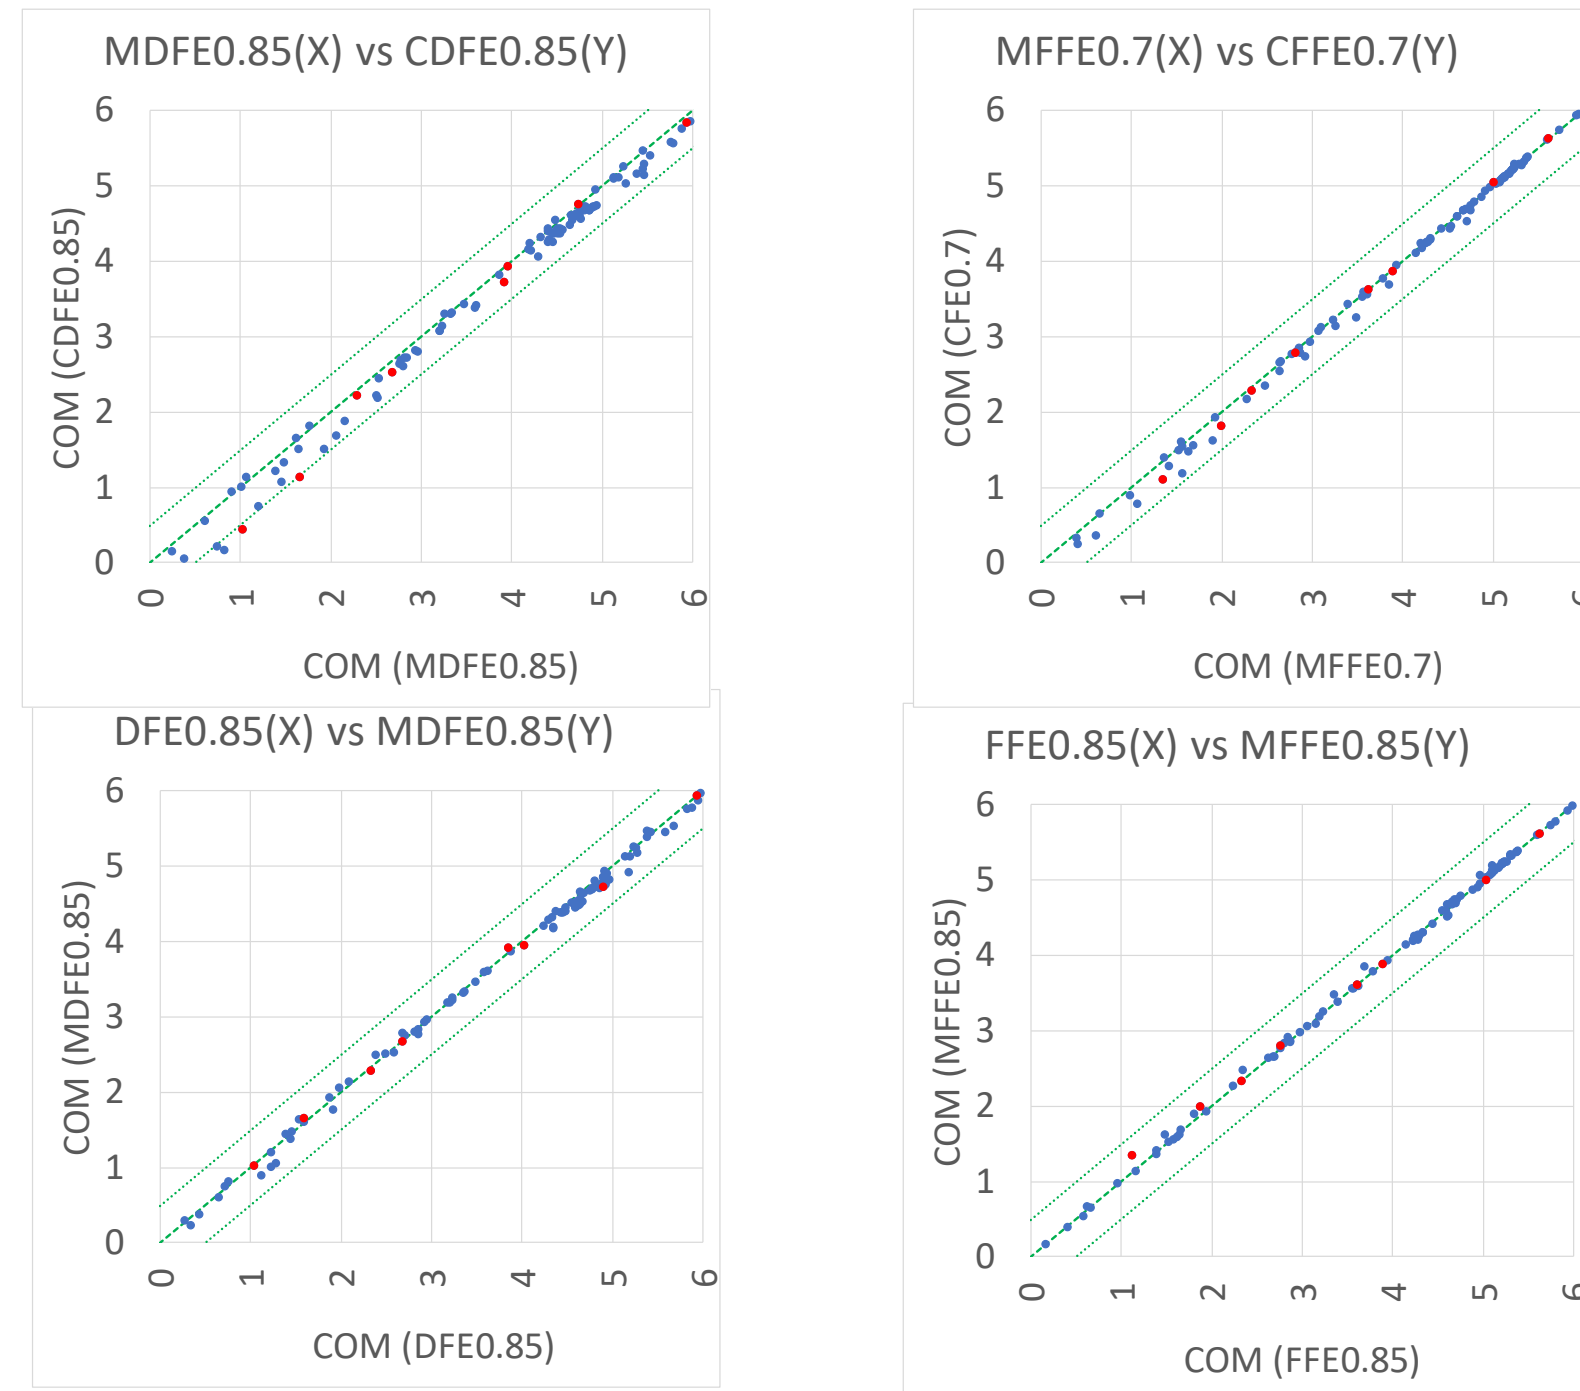 MDFE0.85(X) vs CDFE0.85(Y)
6
5
4
3
2
1
0
COM (CDFE0.85)
0 1 2 3 4 5 6
COM (MDFE0.85)
MFFE0.7(X) vs CFFE0.7(Y)
6
5
4
3
2
1
0
COM (CFE0.7)
0 1 2 3 4 5 6
COM (MFFE0.7)
DFE0.85(X) vs MDFE0.85(Y)
6
5
4
3
2
1
0
COM (MDFE0.85)
0 1 2 3 4 5 6
COM (DFE0.85)
FFE0.85(X) vs MFFE0.85(Y)
6
5
4
3
2
1
0
COM (MFFE0.85)
0 1 2 3 4 5 6
COM (FFE0.85)